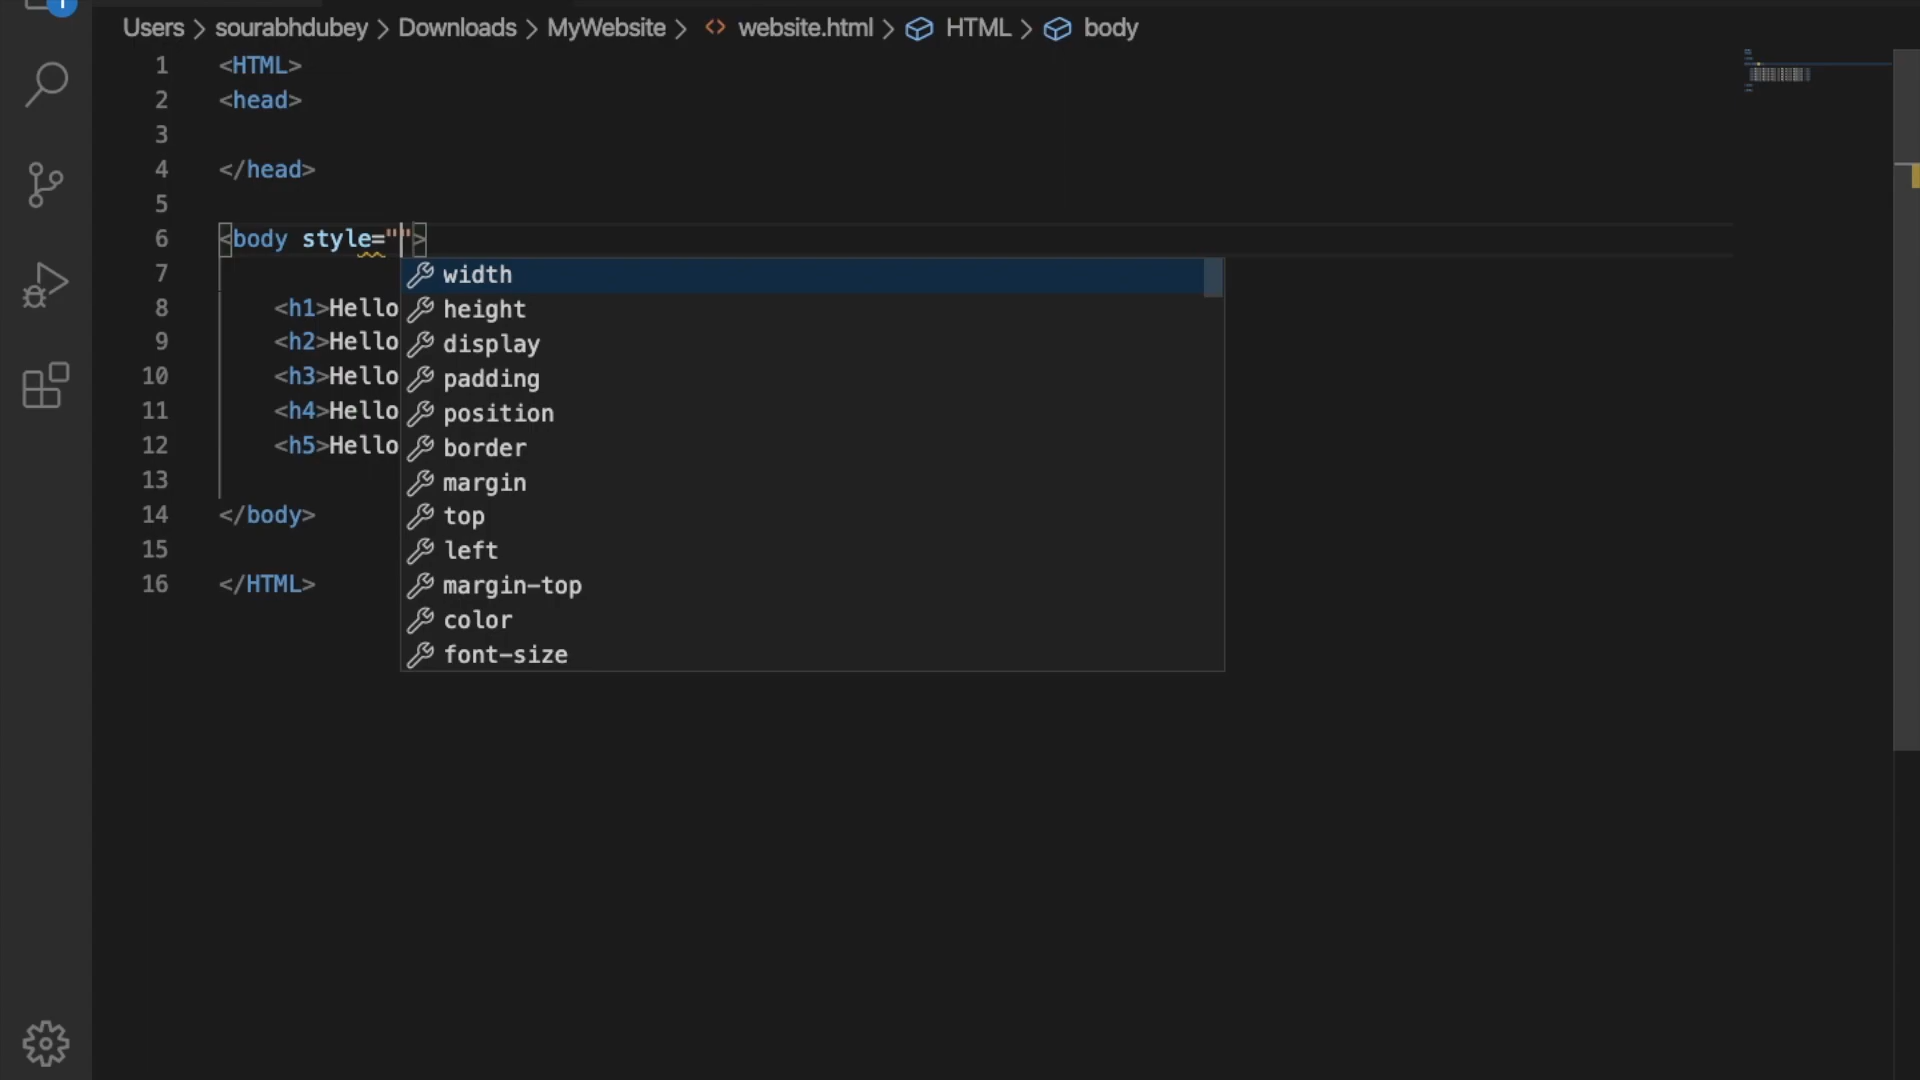 1
Users > sourabhdubey > Downloads > MyWebsite > <> website.html > HTML > body
1 <HTML>
2 <head>
3
4 </head>
5
6 <body style="">
7
8 <h1>Hello
9 <h2>Hello
10 <h3>Hello
11 <h4>Hello
12 <h5>Hello
13
14 </body>
15
16 </HTML>
width
height
display
padding
position
border
margin
top
left
margin-top
color
font-size